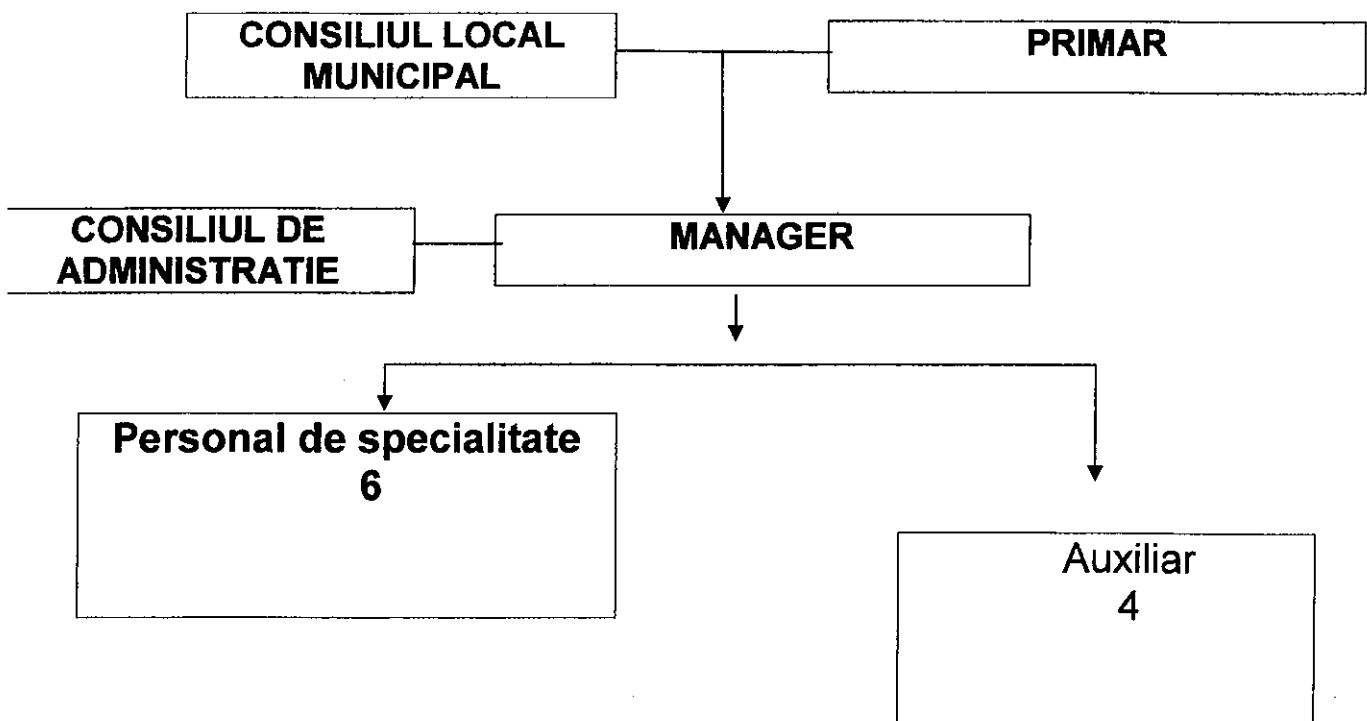 CONSILIUL LOCAL
MUNICIPAL
PRIMAR
CONSILIUL DE
ADMINISTRATIE
MANAGER
Personal de specialitate
6
Auxiliar
4